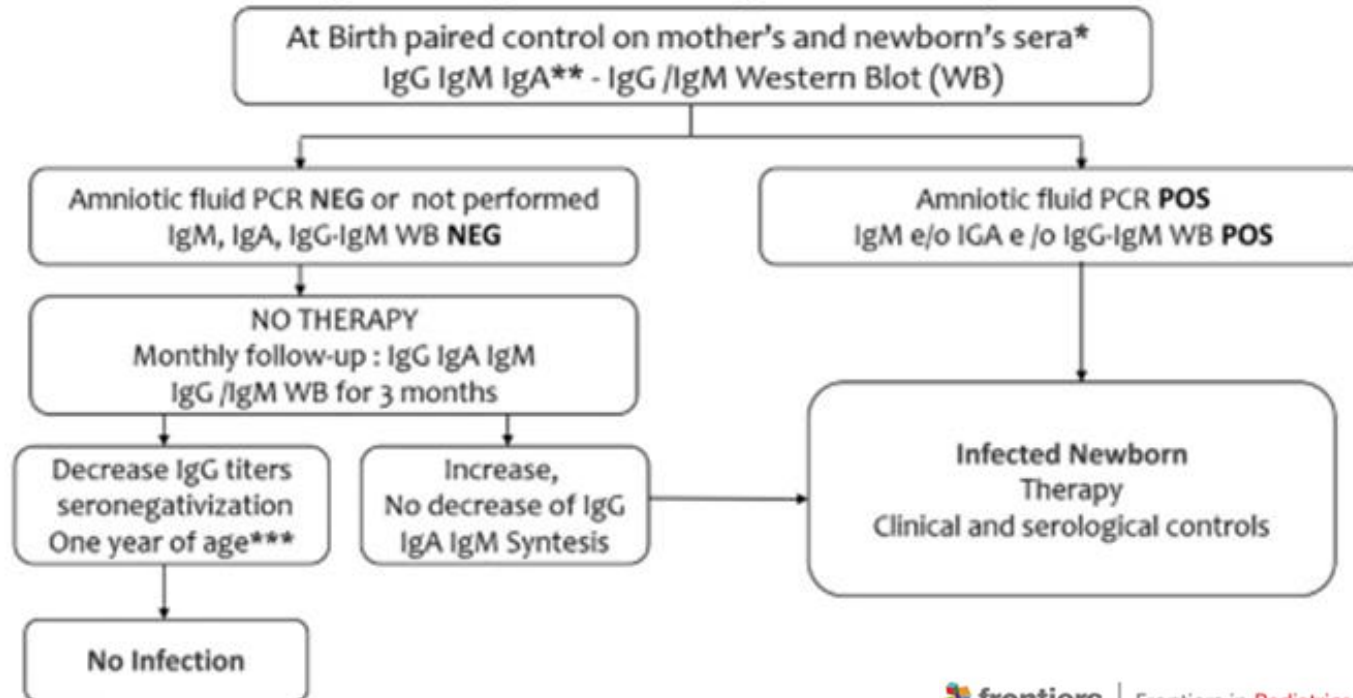 At Birth paired control on mother's and newborn's sera*
IgG IgM IgA** - IgG /IgM Western Blot (WB)
Amniotic fluid PCR NEG or not performed
IgM, IgA, IgG-IgM WB NEG
Amniotic fluid PCR POS
IgM e/o IGA e /o IgG-IgM WB POS
NO THERAPY
Monthly follow-up : IgG IgA IgM
IgG /IgM WB for 3 months
Decrease IgG titers
seronegativization
One year of age***
Increase,
No decrease of IgG
IgA IgM Syntesis
Infected Newborn
Therapy
Clinical and serological controls
No Infection
frontiers | Frontiers in Pediatrics